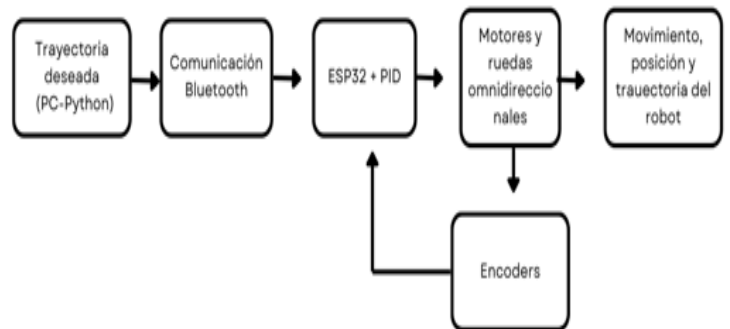 Trayectoria
deseada
(PC-Python)
Comunicación
Bluetooth
ESP32 + PID
Motores y
ruedas
omnidireccio
nales
Movimiento,
posición y
trauectoria del
robot
Encoders